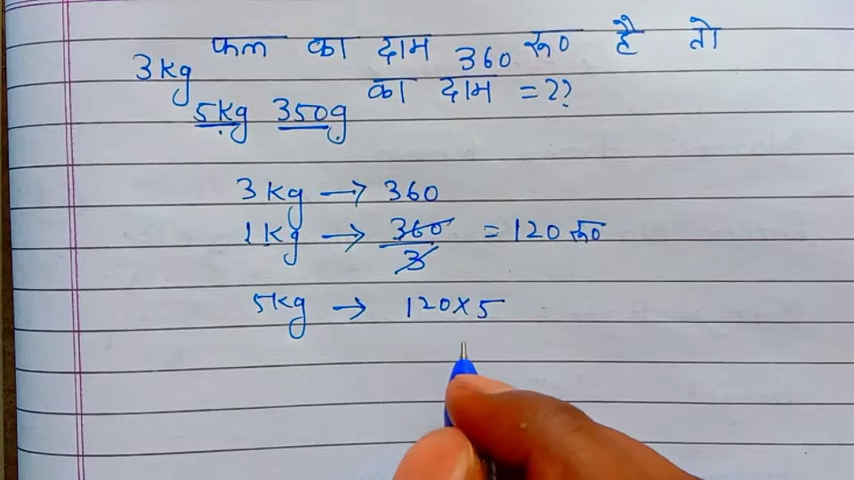 3kg फल का दाम 360 रू० है तो
5kg 350g का दाम = ??
3kg → 360
1kg → 360/3 = 120 रू०
5kg → 120×5